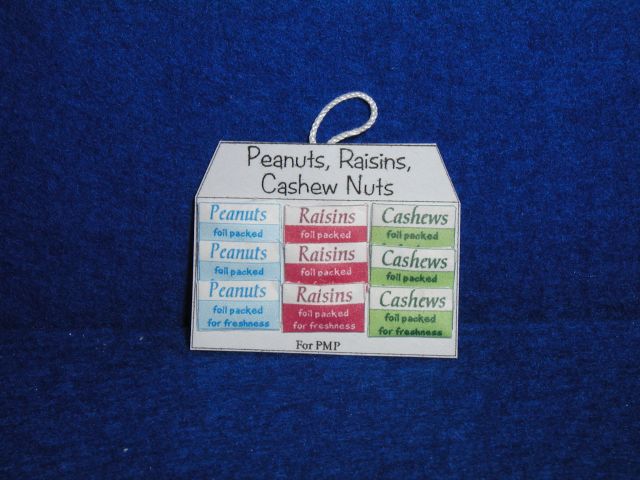 Peanuts, Raisins,
Cashew Nuts
Peanuts
foil packed
Raisins
foil packed
Cashews
foil packed
Peanuts
foil packed
Raisins
foil packed
Cashews
foil packed
Peanuts
foil packed
for freshness
Raisins
foil packed
for freshness
Cashews
foil packed
for freshness
For PMP